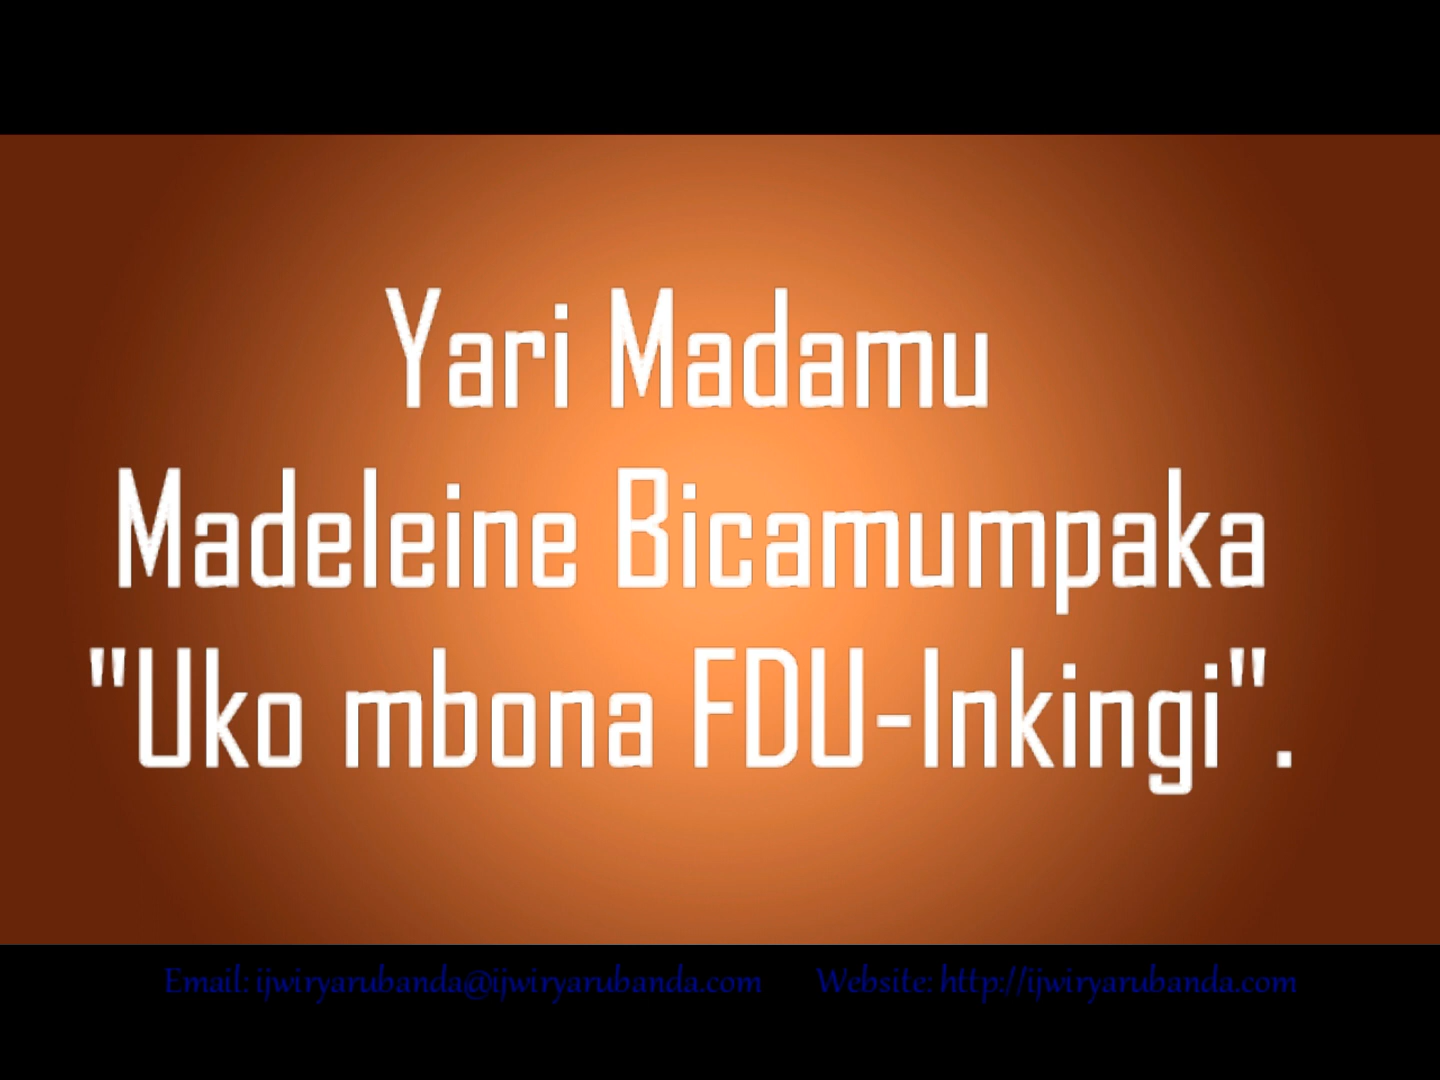 Yari Madamu
Madeleine Bicamumpaka
"Uko mbona FDU-Inkingi".
Email: ijwiryarubanda@ijwiryarubanda.com Website: http://ijwiryarubanda.com